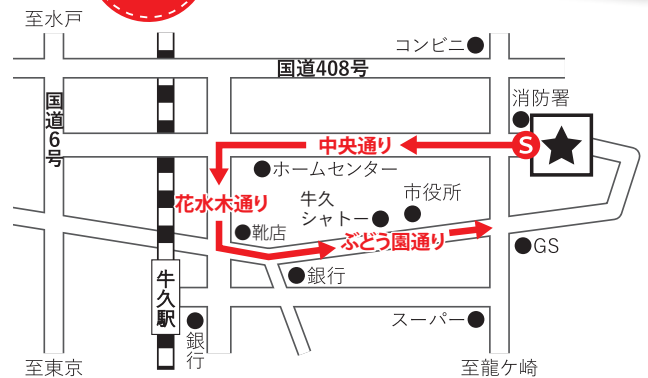 至水戸
コンビニ
国道408号
消防署
国道6号
中央通り
S
ホームセンター
花水木通り
牛久
シャトー
市役所
靴店
ぶどう園通り
GS
銀行
牛久駅
銀行
スーパー
至東京
至龍ケ崎